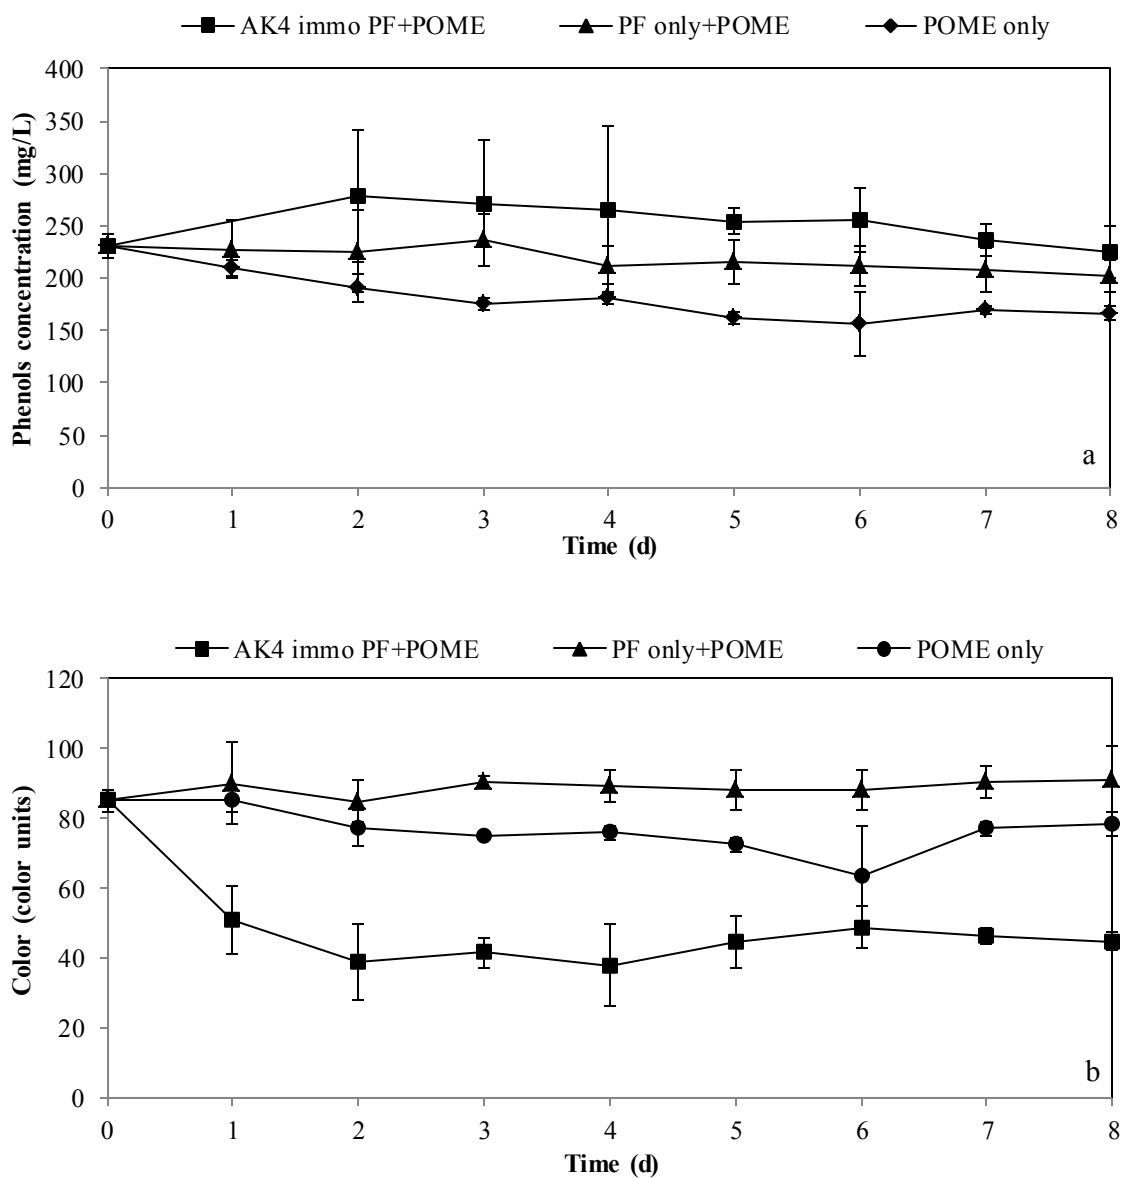 AK4 immo PF+POME PF only+POME POME only
400
350
300
250
200
150
100
50
0
Phenols concentration (mg/L)
a
0 1 2 3 4 5 6 7 8
Time (d)
AK4 immo PF+POME PF only+POME POME only
120
100
80
60
40
20
0
Color (color units)
b
0 1 2 3 4 5 6 7 8
Time (d)